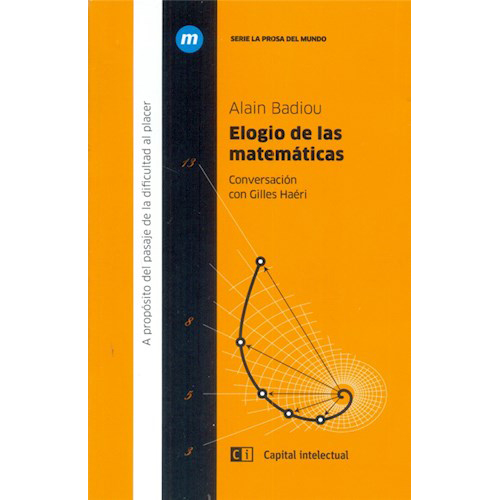 m
SERIE LA PROSA DEL MUNDO
Alain Badiou
Elogio de las
matemáticas
Conversación
con Gilles Haéri
A propósito del pasaje de la dificultad al placer
13
8
5
3
Ci Capital intelectual